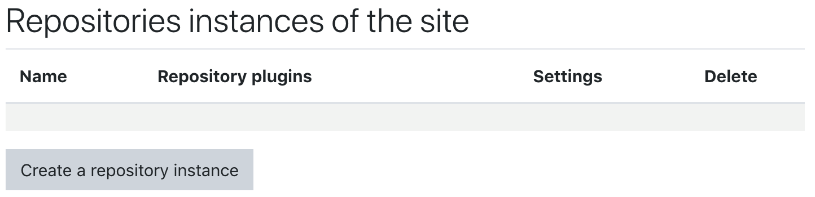 Repositories instances of the site
Name Repository plugins Settings Delete
Create a repository instance